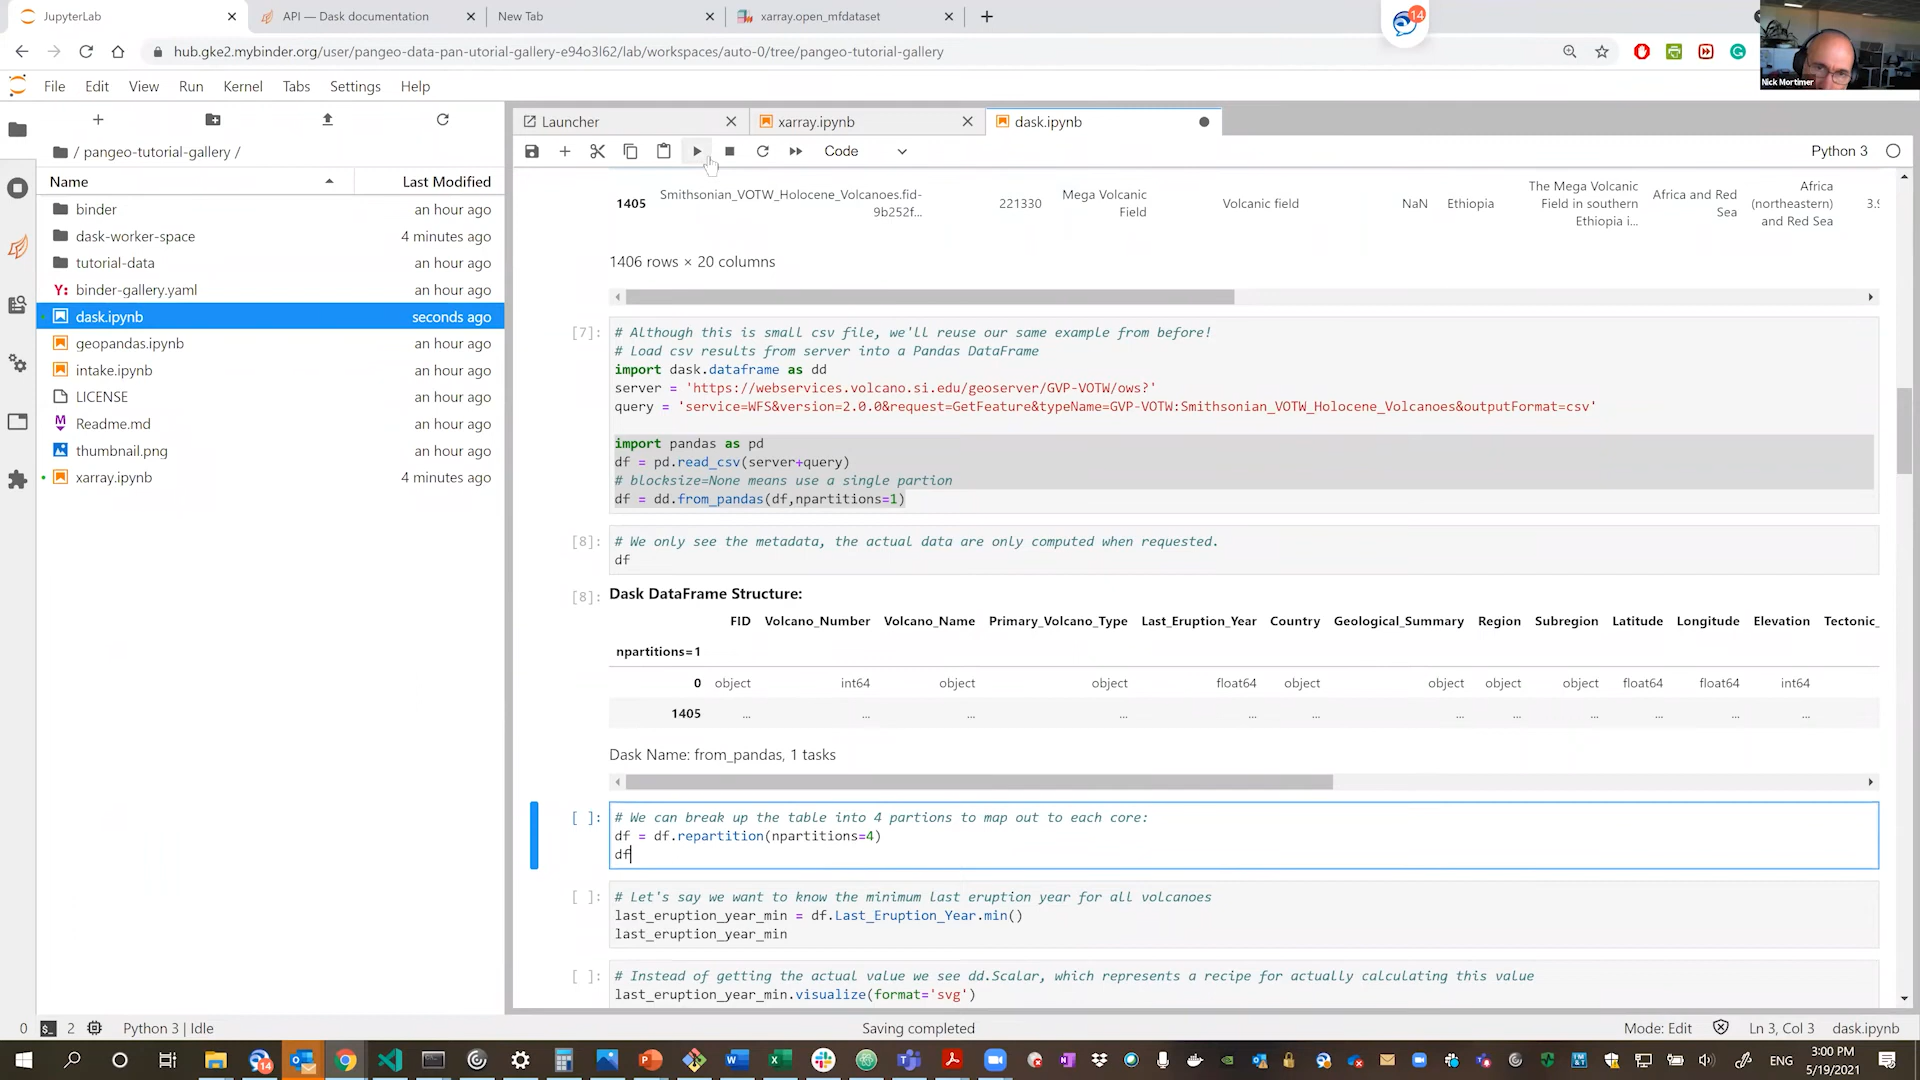 JupyterLab
API — Dask documentation
New Tab
xarray.open_mfdataset
14
hub.gke2.mybinder.org/user/pangeo-data-pan-utorial-gallery-e94o3l62/lab/workspaces/auto-0/tree/pangeo-tutorial-gallery
Nick Mortimer
File Edit View Run Kernel Tabs Settings Help
/ pangeo-tutorial-gallery /
Name Last Modified
binder an hour ago
dask-worker-space 4 minutes ago
tutorial-data an hour ago
Y: binder-gallery.yaml an hour ago
dask.ipynb seconds ago
geopandas.ipynb an hour ago
intake.ipynb an hour ago
LICENSE an hour ago
Readme.md an hour ago
thumbnail.png an hour ago
xarray.ipynb 4 minutes ago
Launcher
xarray.ipynb
dask.ipynb
Code
Python 3
1405 Smithsonian_VOTW_Holocene_Volcanoes.fid-
9b252f...
221330
Mega Volcanic
Field
Volcanic field
NaN
Ethiopia
The Mega Volcanic
Field in southern
Ethiopia i...
Africa and Red
Sea
Africa
(northeastern)
and Red Sea
1406 rows × 20 columns
[7]: # Although this is small csv file, we'll reuse our same example from before!
# Load csv results from server into a Pandas DataFrame
import dask.dataframe as dd
server = 'https://webservices.volcano.si.edu/geoserver/GVP-VOTW/ows?'
query = 'service=WFS&version=2.0.0&request=GetFeature&typeName=GVP-VOTW:Smithsonian_VOTW_Holocene_Volcanoes&outputFormat=csv'
import pandas as pd
df = pd.read_csv(server+query)
# blocksize=None means use a single partion
df = dd.from_pandas(df,npartitions=1)
[8]: # We only see the metadata, the actual data are only computed when requested.
df
[8]: Dask DataFrame Structure:
FID Volcano_Number Volcano_Name Primary_Volcano_Type Last_Eruption_Year Country Geological_Summary Region Subregion Latitude Longitude Elevation Tectonic_
npartitions=1
0 object int64 object object float64 object object object object float64 float64 int64
1405 ... ... ... ... ... ... ... ... ... ... ... ...
Dask Name: from_pandas, 1 tasks
[ ]: # We can break up the table into 4 partions to map out to each core:
df = df.repartition(npartitions=4)
df
[ ]: # Let's say we want to know the minimum last eruption year for all volcanoes
last_eruption_year_min = df.Last_Eruption_Year.min()
last_eruption_year_min
[ ]: # Instead of getting the actual value we see dd.Scalar, which represents a recipe for actually calculating this value
last_eruption_year_min.visualize(format='svg')
0 2 Python 3 | Idle
Saving completed
Mode: Edit
Ln 3, Col 3
dask.ipynb
ENG
3:00 PM
5/19/2021